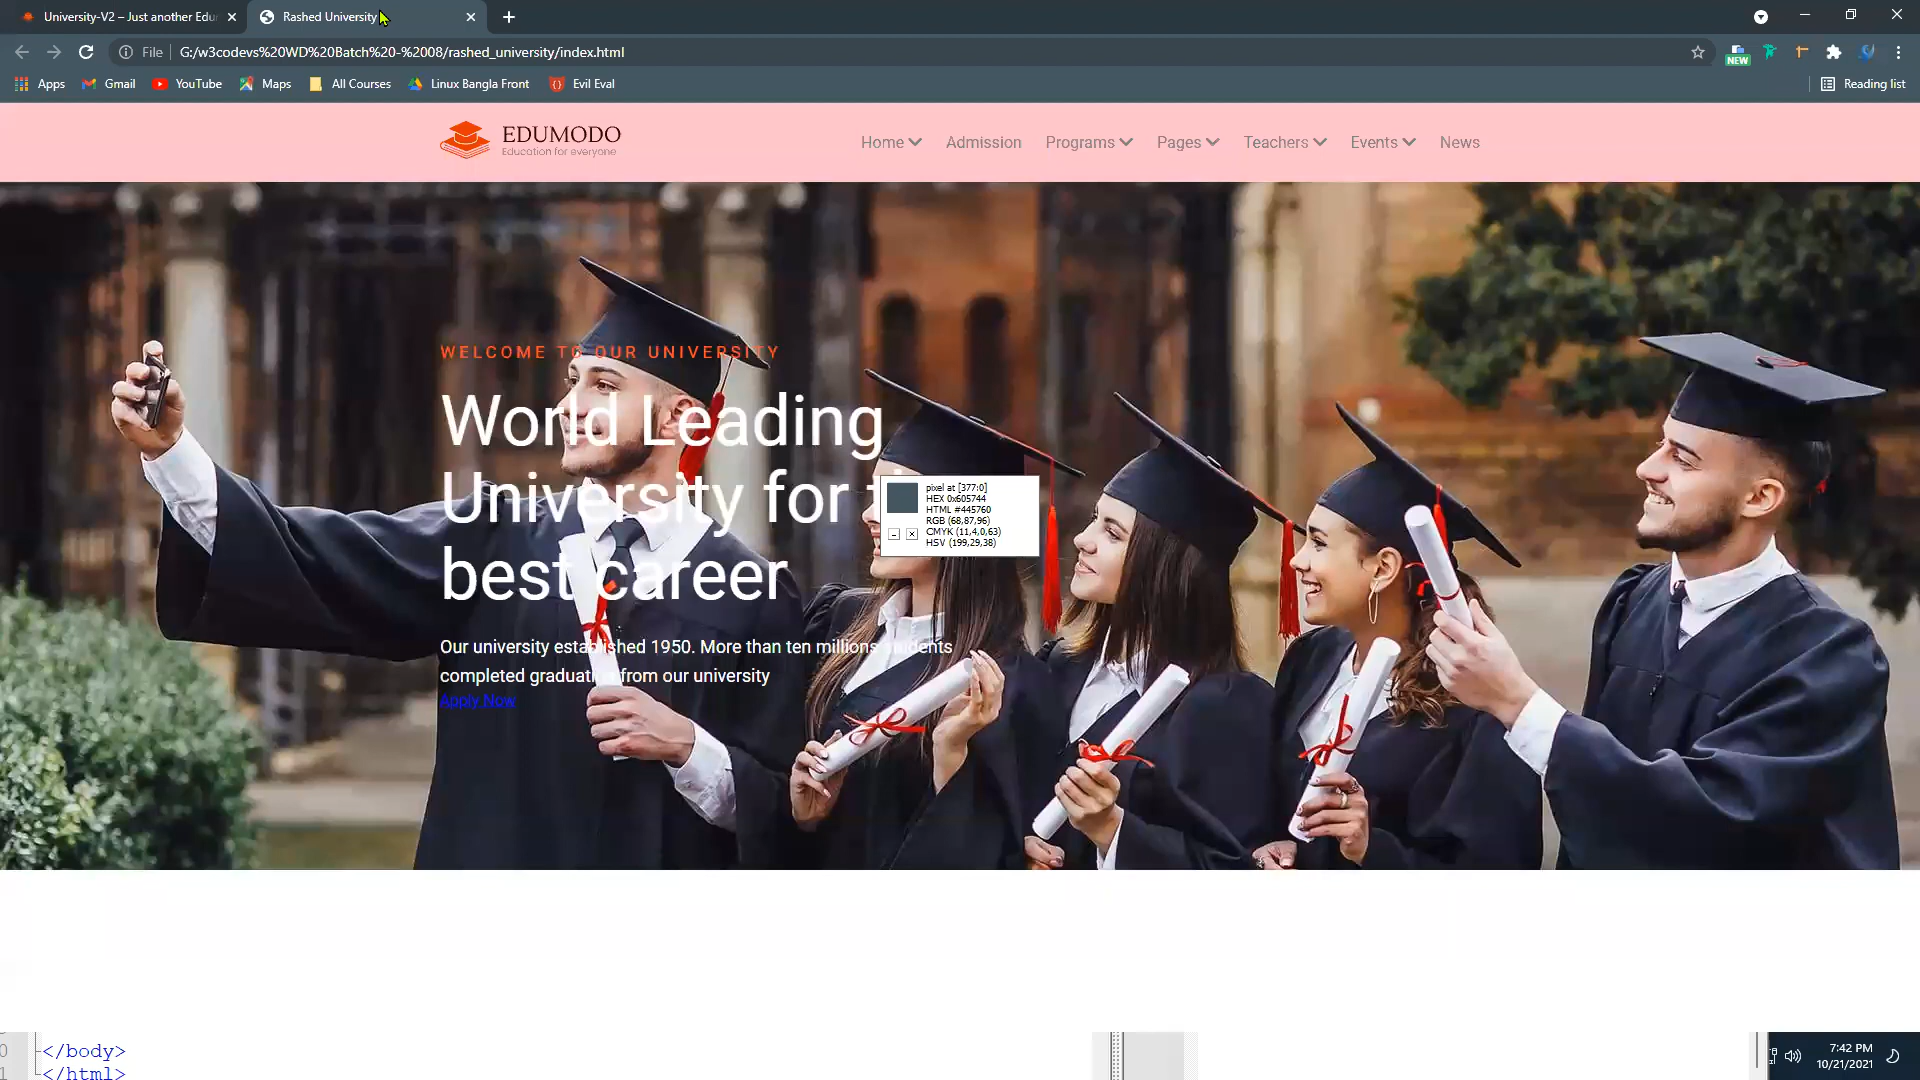 University-V2 – Just another Edu
Rashed University
File
G:/w3codevs%20WD%20Batch%20-%2008/rashed_university/index.html
NEW
Apps
Gmail
YouTube
Maps
All Courses
Linux Bangla Front
Evil Eval
Reading list
EDUMODO
Education for everyone
Home
Admission
Programs
Pages
Teachers
Events
News
WELCOME TO OUR UNIVERSITY
World Leading
University for
best career
pixel at [377:0]
HEX 0x605744
HTML #445760
RGB (68,87,96)
CMYK (11,4,0,63)
HSV (199,29,38)
Our university established 1950. More than ten millions students
completed graduation from our university
Apply Now
</body>
</html>
7:42 PM
10/21/2021